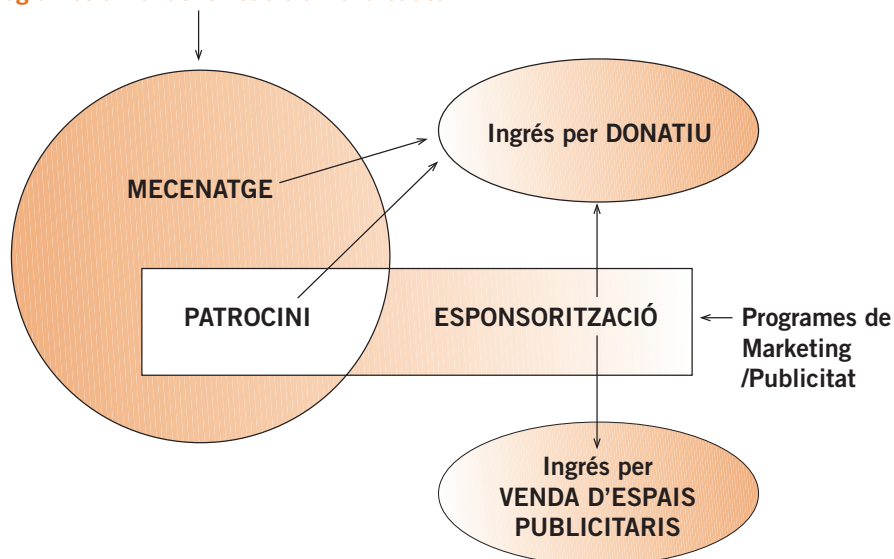 Ingrés per DONATIU
MECENATGE
PATROCINI
ESPONSORITZACIÓ
Programes de
Marketing
/Publicitat
Ingrés per
VENDA D'ESPAIS
PUBLICITARIS